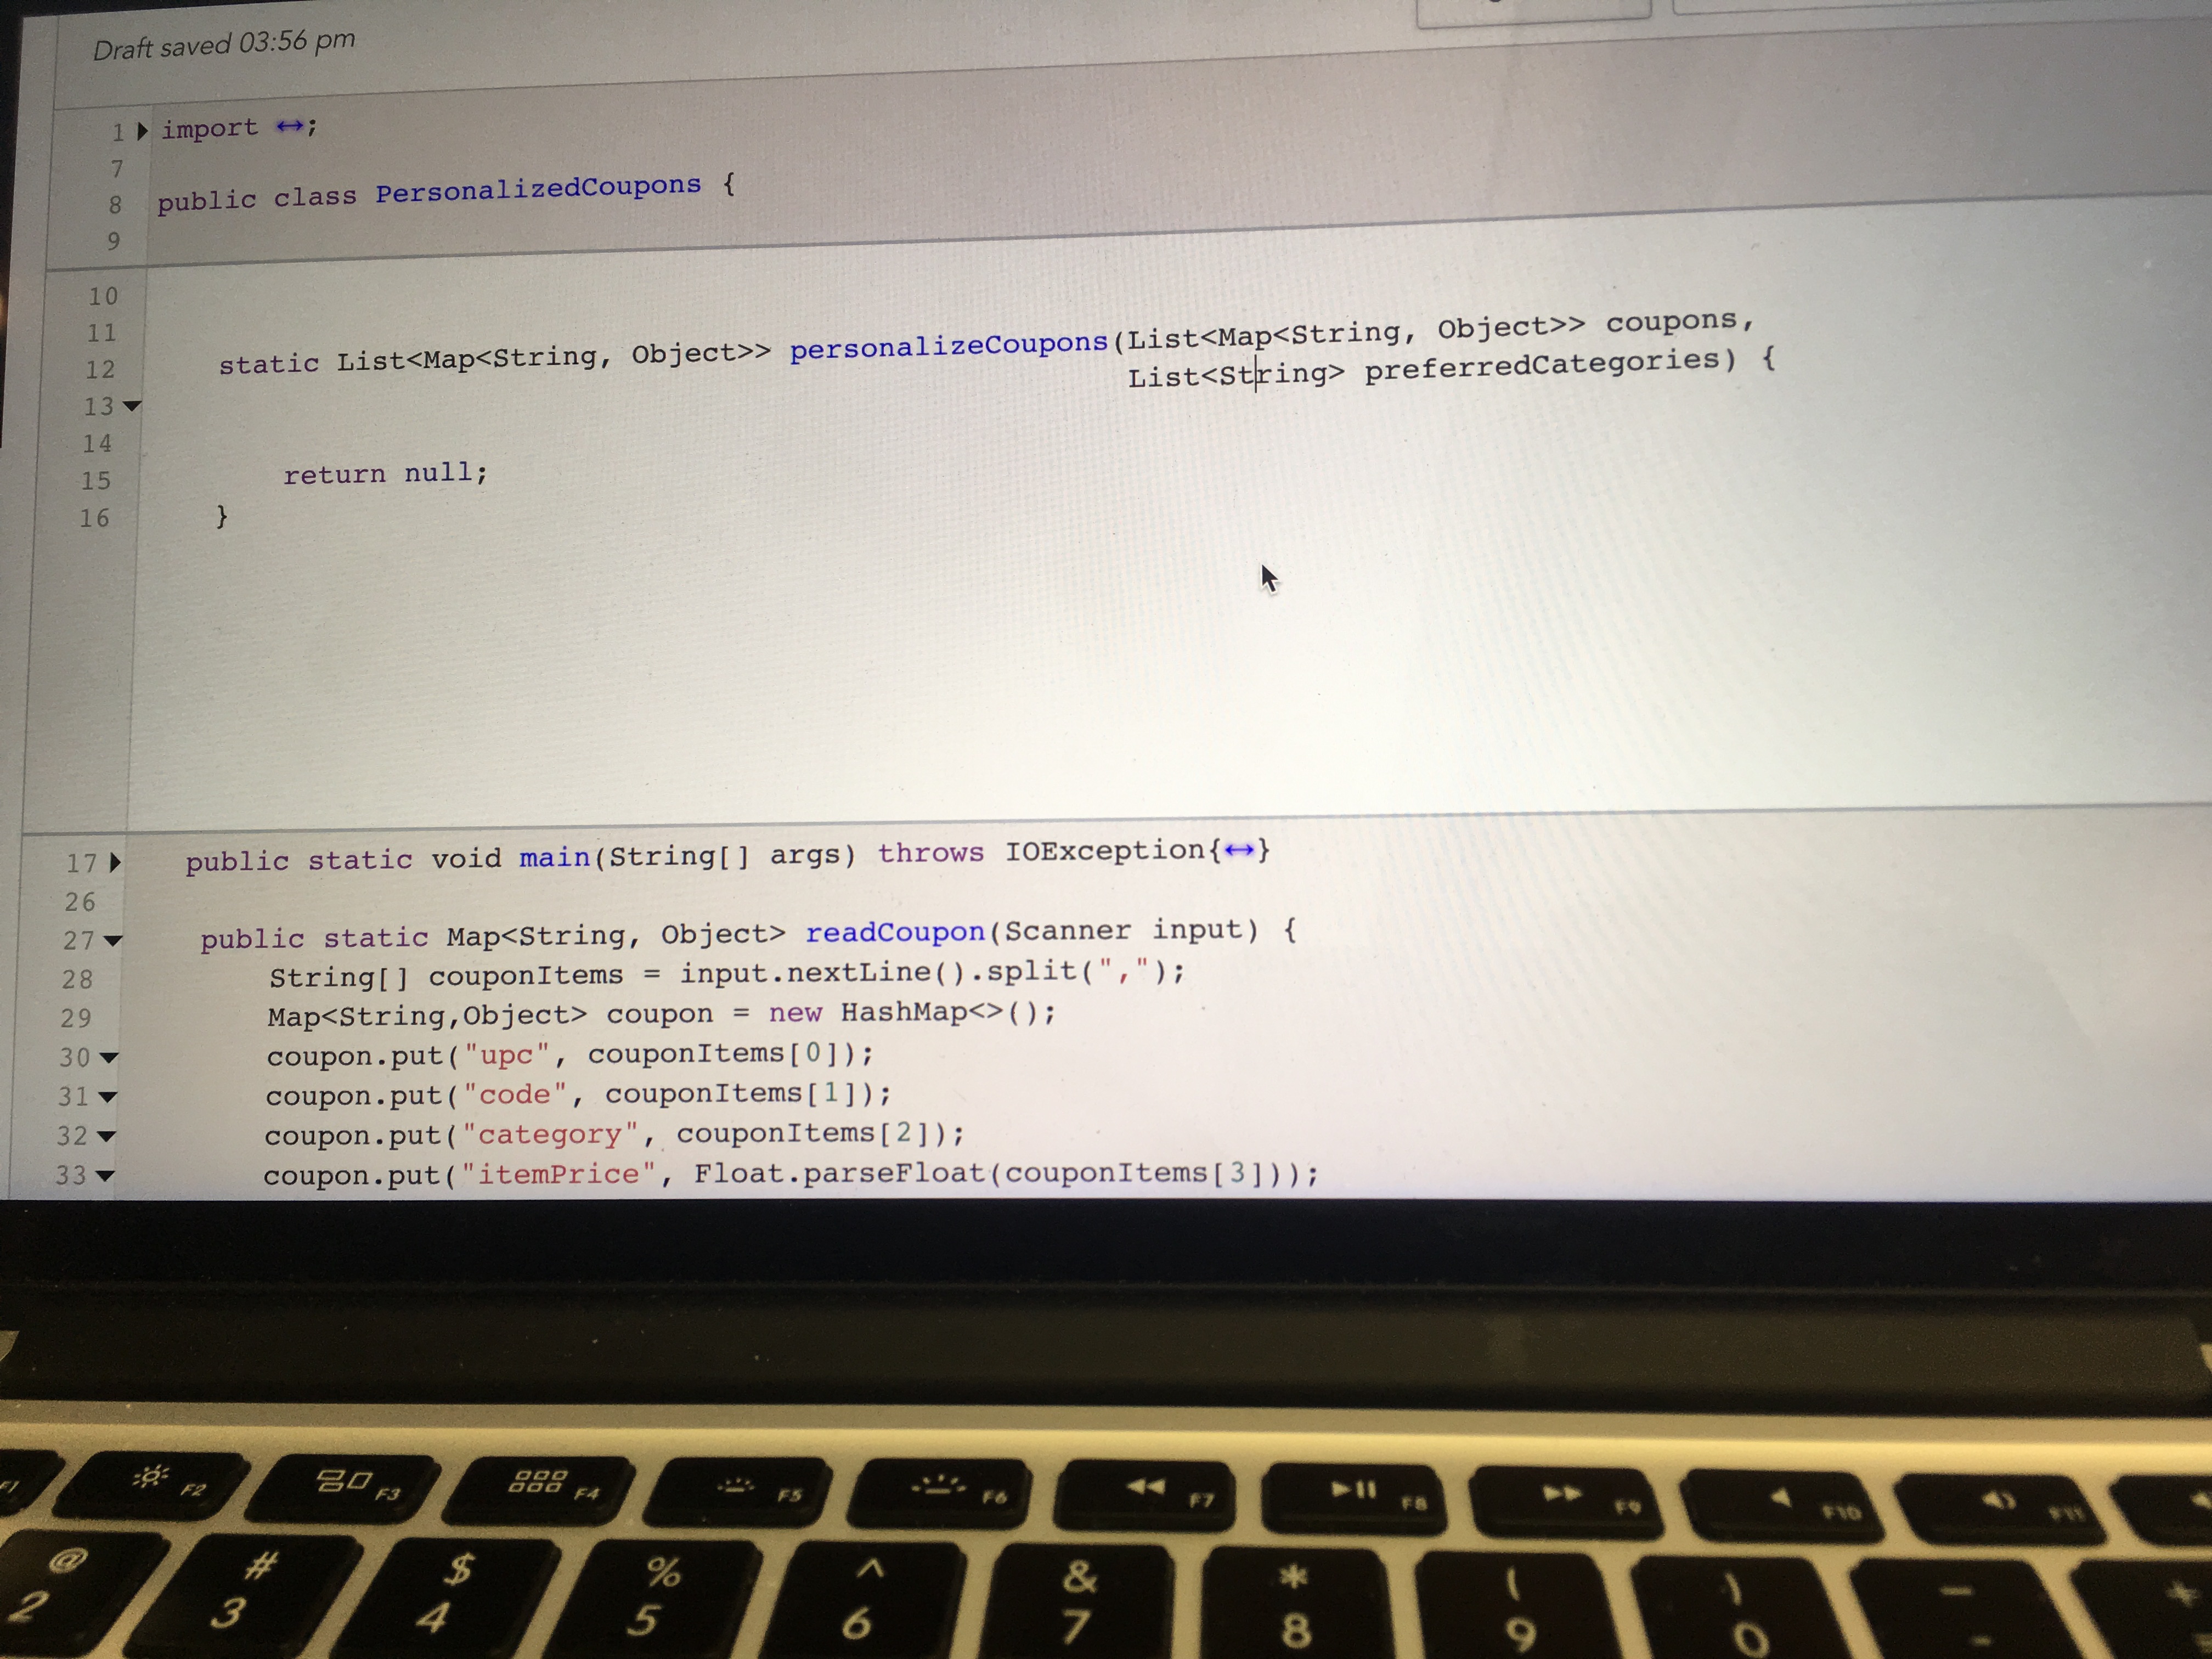 Draft saved 03:56 pm
1 import ↔;
7
8 public class PersonalizedCoupons {
9
10
11
12 static List<Map<String, Object>> personalizeCoupons(List<Map<String, Object>> coupons,
13 List<String> preferredCategories) {
14
15 return null;
16 }
17 public static void main(String[] args) throws IOException{↔}
26
27 public static Map<String, Object> readCoupon(Scanner input) {
28 String[] couponItems = input.nextLine().split(",");
29 Map<String,Object> coupon = new HashMap<>();
30 coupon.put("upc", couponItems[0]);
31 coupon.put("code", couponItems[1]);
32 coupon.put("category", couponItems[2]);
33 coupon.put("itemPrice", Float.parseFloat(couponItems[3]));
F1 F2 F3 F4 F5 F6 F7 F8 F9 F10 F11
@ # $ % ^ & * ( ) — +
2 3 4 5 6 7 8 9 0 - =